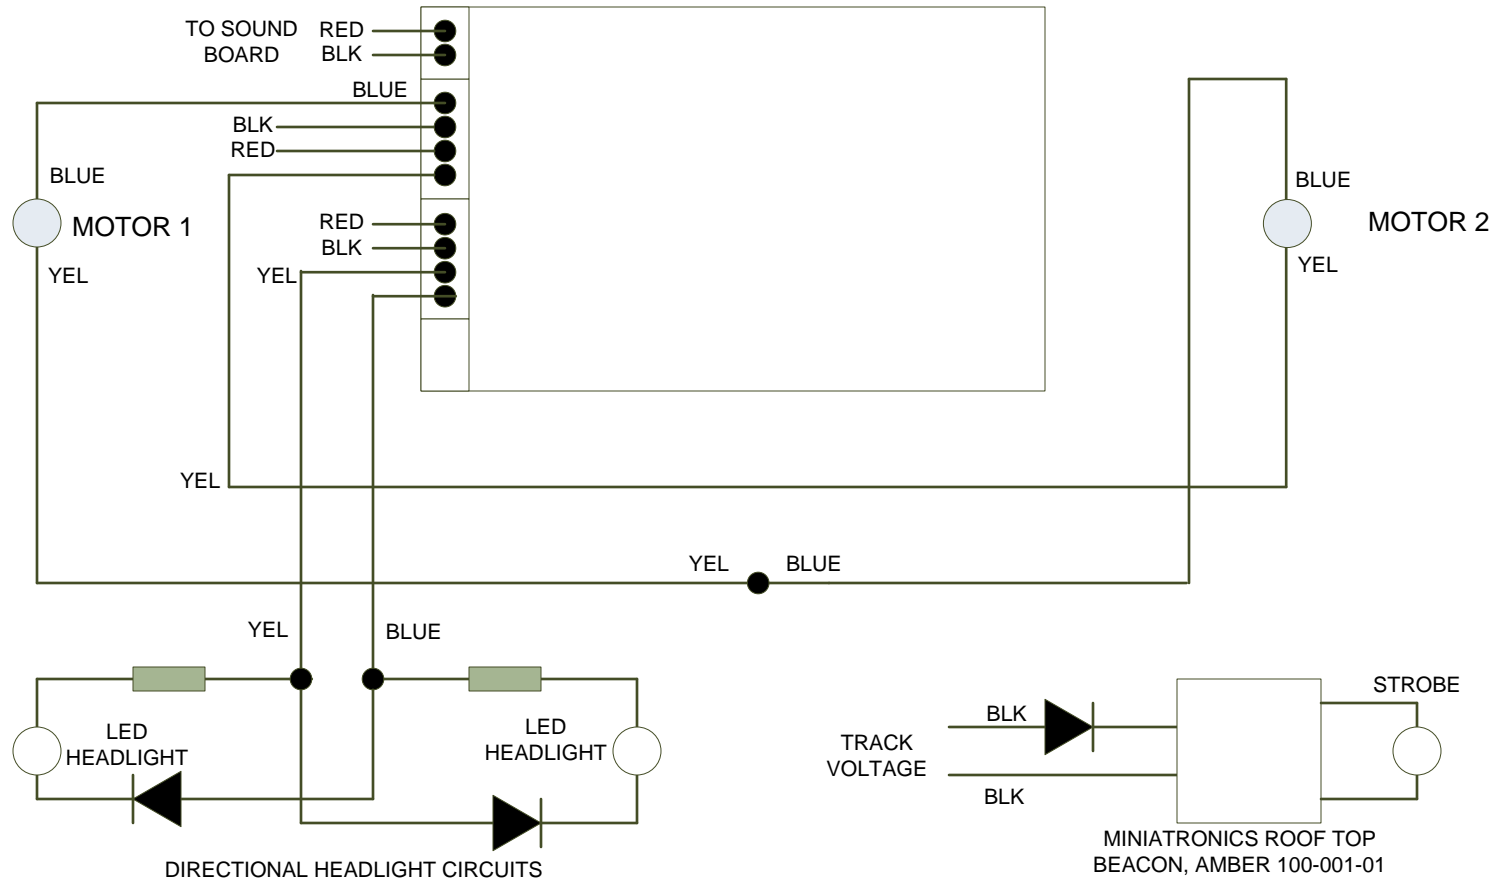 TO SOUND
BOARD
RED
BLK
BLUE
BLK
RED
BLUE
MOTOR 1
YEL
RED
BLK
YEL
BLUE
MOTOR 2
YEL
YEL
YEL
BLUE
YEL
BLUE
LED
HEADLIGHT
LED
HEADLIGHT
DIRECTIONAL HEADLIGHT CIRCUITS
STROBE
BLK
TRACK
VOLTAGE
BLK
MINIATRONICS ROOF TOP
BEACON, AMBER 100-001-01